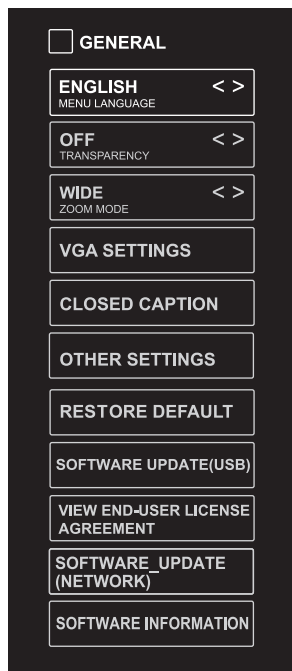 GENERAL
ENGLISH < >
MENU LANGUAGE
OFF < >
TRANSPARENCY
WIDE < >
ZOOM MODE
VGA SETTINGS
CLOSED CAPTION
OTHER SETTINGS
RESTORE DEFAULT
SOFTWARE UPDATE(USB)
VIEW END-USER LICENSE
AGREEMENT
SOFTWARE_UPDATE
(NETWORK)
SOFTWARE INFORMATION